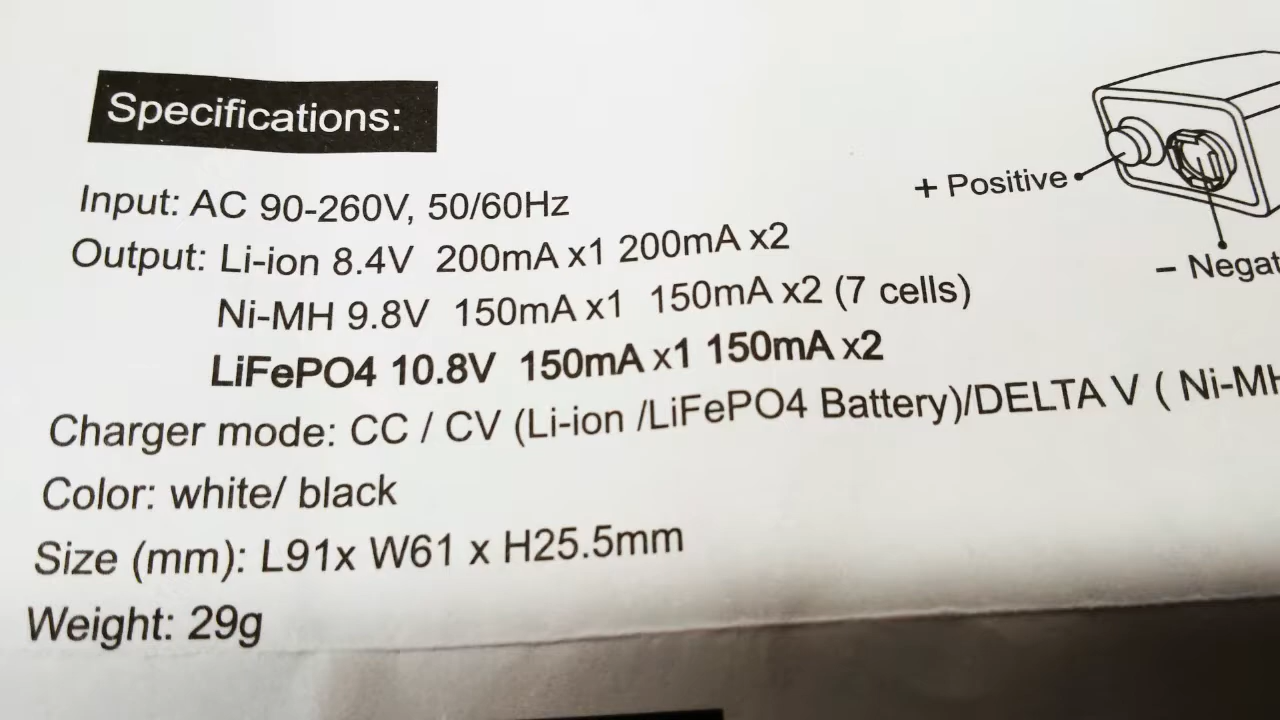 Specifications:
Input: AC 90-260V, 50/60Hz
Output: Li-ion 8.4V 200mA x1 200mA x2
Ni-MH 9.8V 150mA x1 150mA x2 (7 cells)
LiFePO4 10.8V 150mA x1 150mA x2
Charger mode: CC / CV (Li-ion /LiFePO4 Battery)/DELTA V ( Ni-MH
Color: white/ black
Size (mm): L91x W61 x H25.5mm
Weight: 29g
+ Positive
– Negat